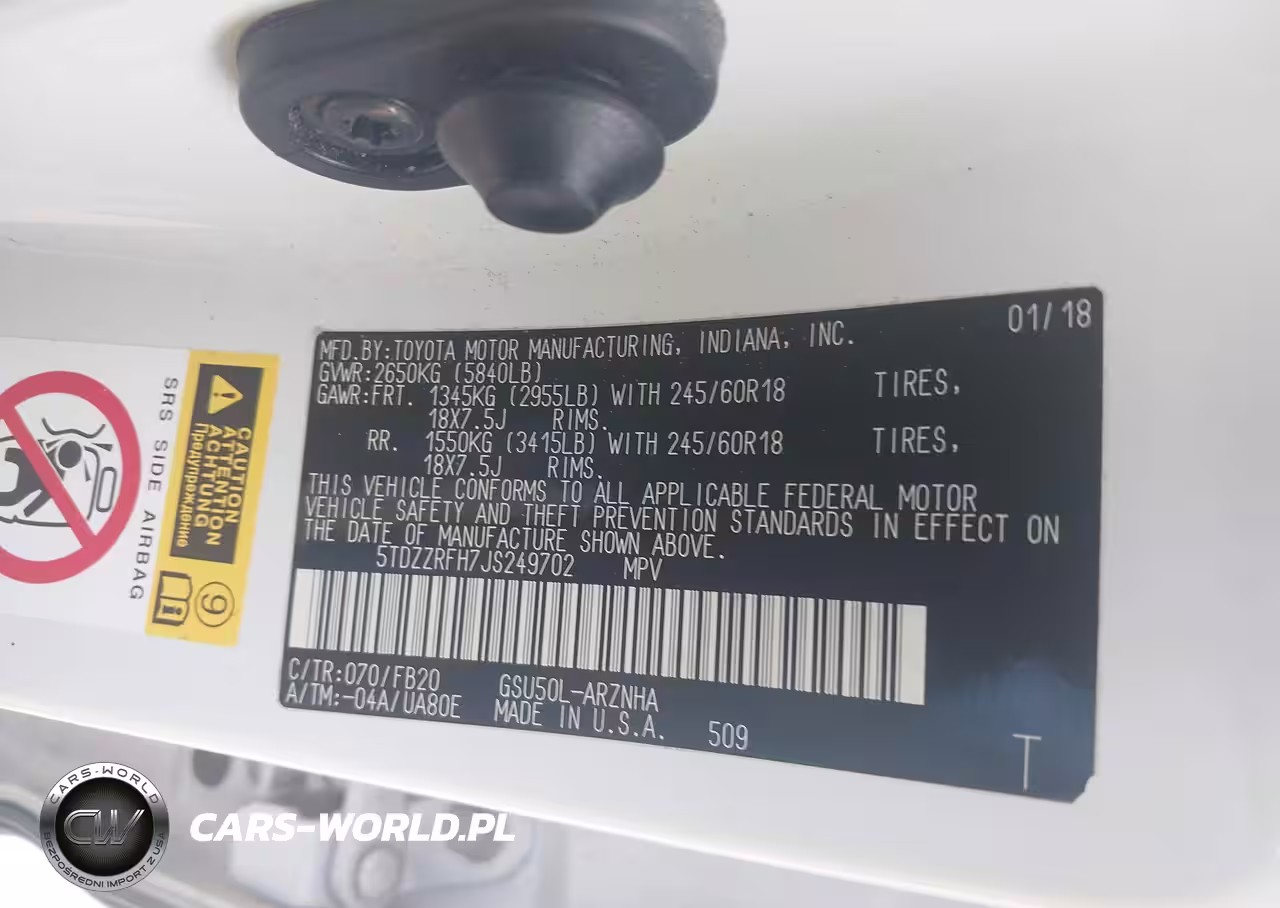 01/18
MFD.BY:TOYOTA MOTOR MANUFACTURING, INDIANA, INC.
GVWR:2650KG (5840LB)
GAWR:FRT. 1345KG (2955LB) WITH 245/60R18 TIRES,
18X7.5J RIMS.
RR. 1550KG (3415LB) WITH 245/60R18 TIRES,
18X7.5J RIMS.
THIS VEHICLE CONFORMS TO ALL APPLICABLE FEDERAL MOTOR
VEHICLE SAFETY AND THEFT PREVENTION STANDARDS IN EFFECT ON
THE DATE OF MANUFACTURE SHOWN ABOVE.
5TDZZRFH7JS249702 MPV
C/TR:070/FB20 GSU50L-ARZNHA
A/TM:-04A/UA80E MADE IN U.S.A. 509
T
SRS SIDE AIRBAG
CAUTION
ATTENTION
ACHTUNG
Предупреждение
9
i
CARS-WORLD
CW
BEZPOŚREDNI IMPORT Z USA
CARS-WORLD.PL